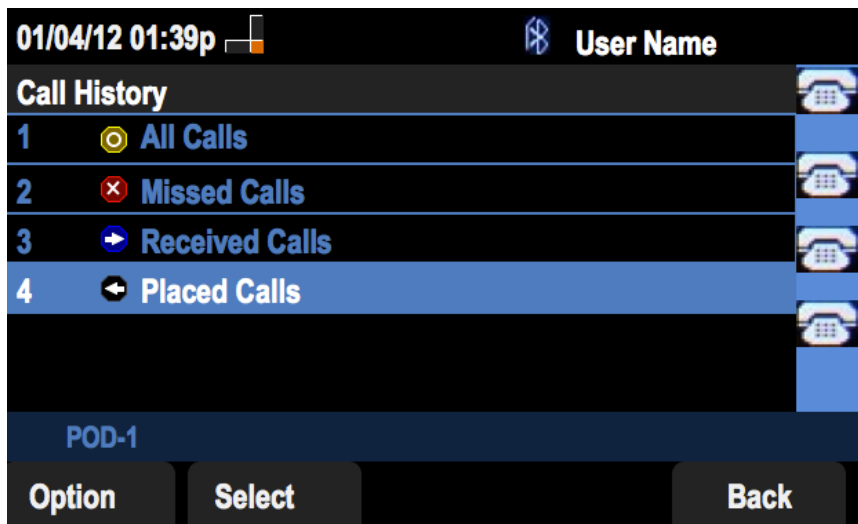 01/04/12 01:39p User Name
Call History
1 All Calls
2 Missed Calls
3 Received Calls
4 Placed Calls
POD-1
Option Select Back